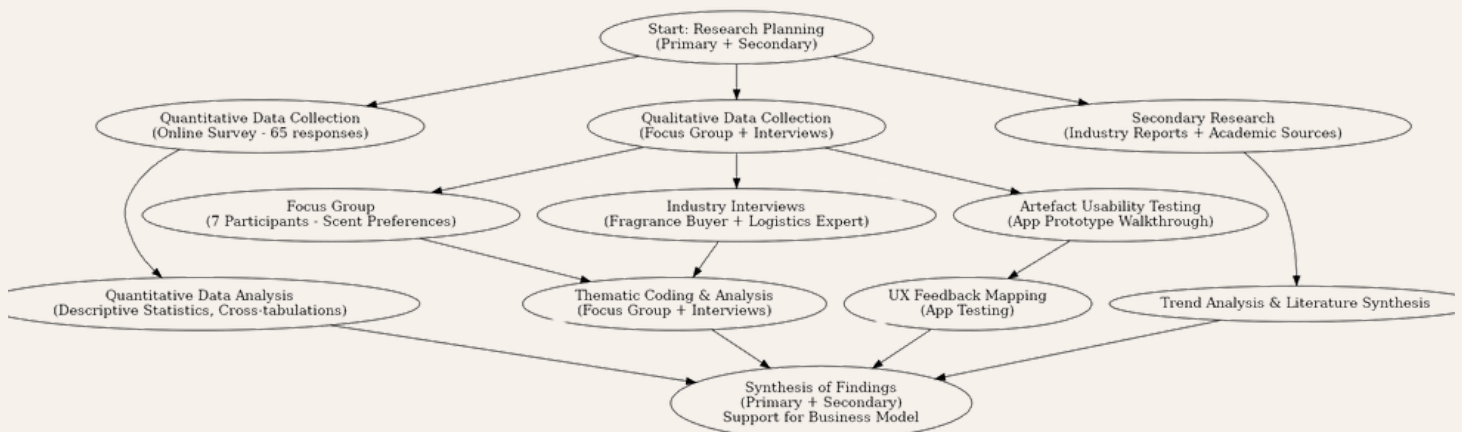 Start: Research Planning
(Primary + Secondary)
Quantitative Data Collection
(Online Survey - 65 responses)
Qualitative Data Collection
(Focus Group + Interviews)
Secondary Research
(Industry Reports + Academic Sources)
Focus Group
(7 Participants - Scent Preferences)
Industry Interviews
(Fragrance Buyer + Logistics Expert)
Artefact Usability Testing
(App Prototype Walkthrough)
Quantitative Data Analysis
(Descriptive Statistics, Cross-tabulations)
Thematic Coding & Analysis
(Focus Group + Interviews)
UX Feedback Mapping
(App Testing)
Trend Analysis & Literature Synthesis
Synthesis of Findings
(Primary + Secondary)
Support for Business Model